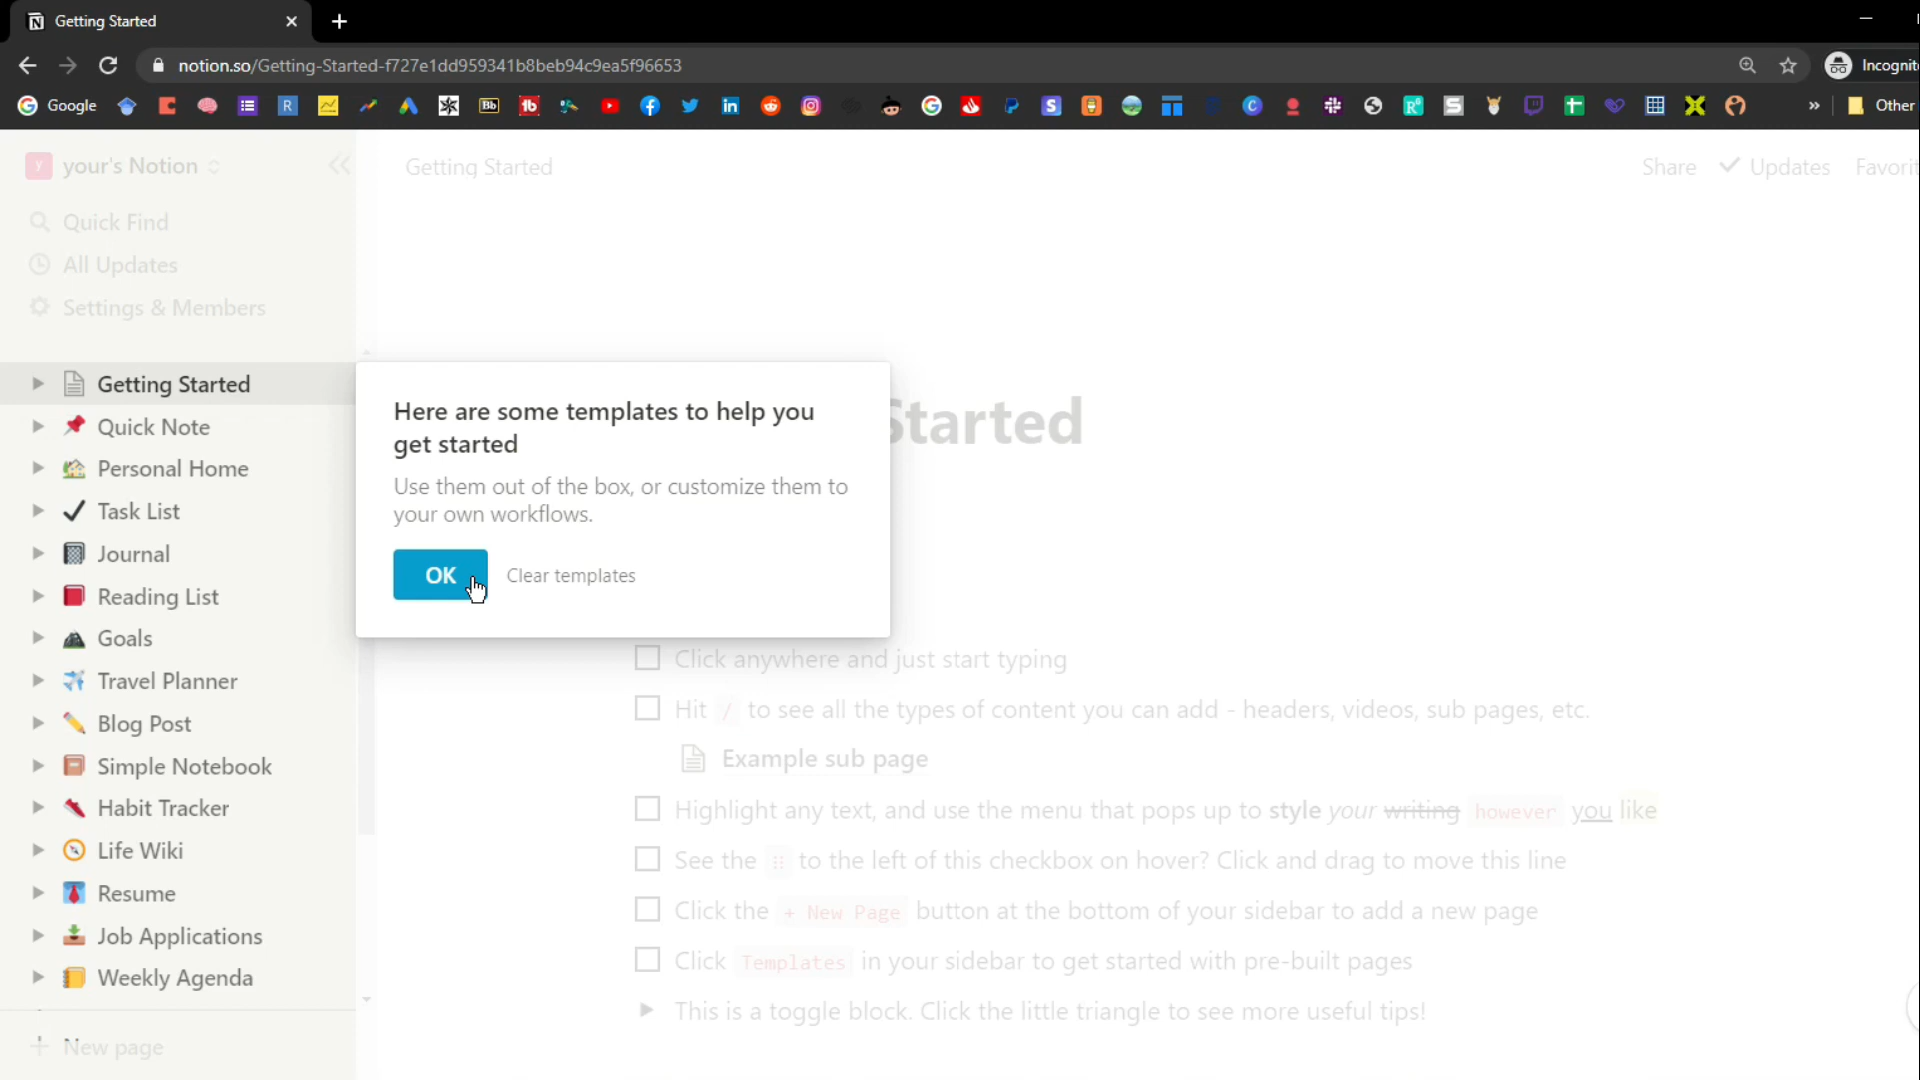 Getting Started
notion.so/Getting-Started-f727e1dd959341b8beb94c9ea5f96653
Incognit
Google
Bb
Other
your's Notion
Getting Started
Share
Updates
Favorit
Quick Find
All Updates
Settings & Members
Getting Started
Quick Note
Personal Home
Task List
Journal
Reading List
Goals
Travel Planner
Blog Post
Simple Notebook
Habit Tracker
Life Wiki
Resume
Job Applications
Weekly Agenda
New page
Here are some templates to help you
get started
Use them out of the box, or customize them to
your own workflows.
OK
Clear templates
Started
Click anywhere and just start typing
Hit / to see all the types of content you can add - headers, videos, sub pages, etc.
Example sub page
Highlight any text, and use the menu that pops up to style your writing however you like
See the ⋮⋮ to the left of this checkbox on hover? Click and drag to move this line
Click the + New Page button at the bottom of your sidebar to add a new page
Click Templates in your sidebar to get started with pre-built pages
This is a toggle block. Click the little triangle to see more useful tips!